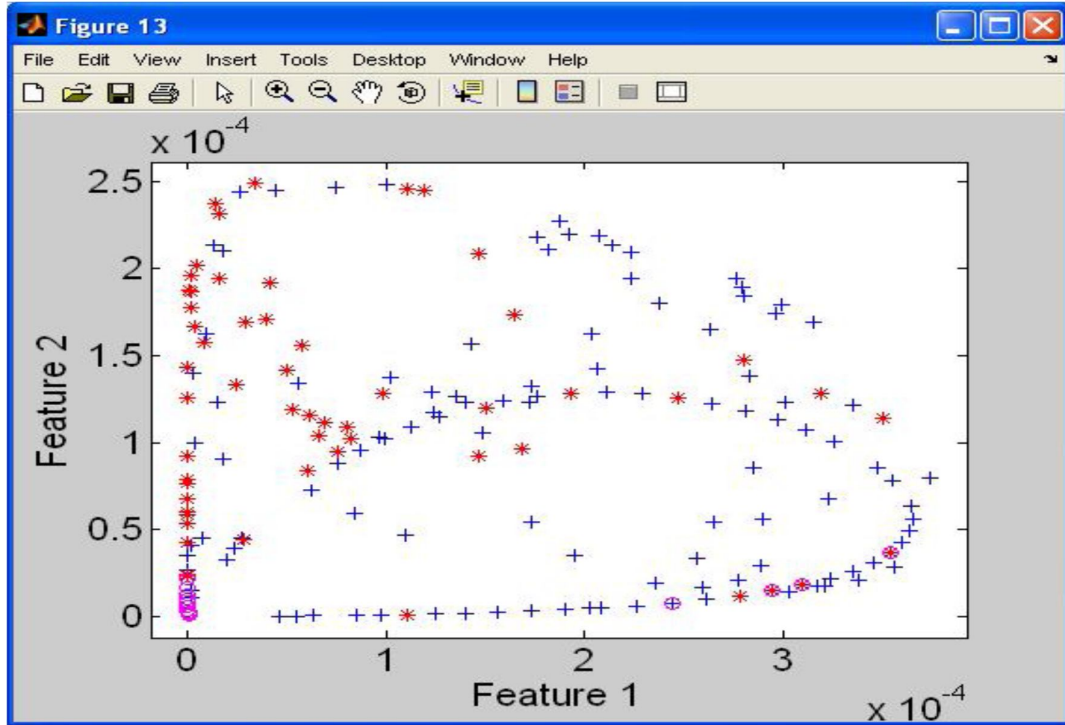 Figure 13
File Edit View Insert Tools Desktop Window Help
x 10⁻⁴
2.5
2
1.5
1
0.5
0
Feature 2
0 1 2 3
Feature 1
x 10⁻⁴